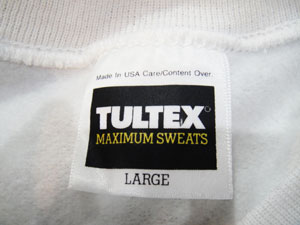 Made In USA Care/Content Over.
TULTEX®
MAXIMUM SWEATS
LARGE